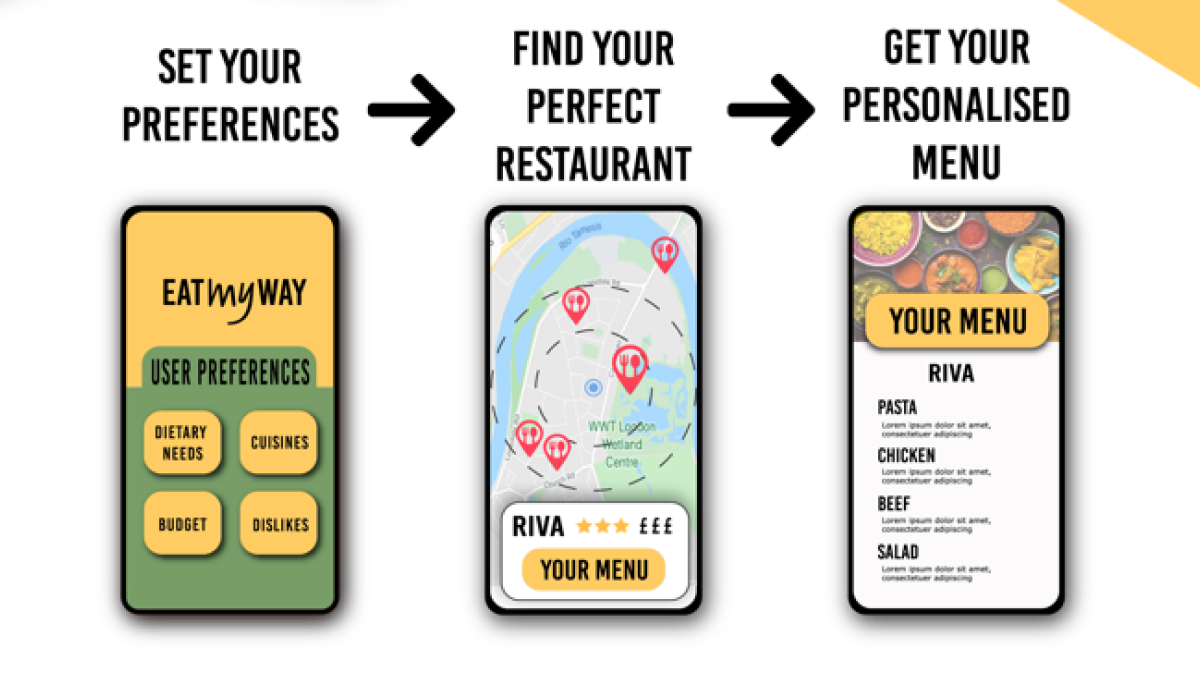 SET YOUR
PREFERENCES
FIND YOUR
PERFECT
RESTAURANT
GET YOUR
PERSONALISED
MENU
EATmyWAY
USER PREFERENCES
DIETARY
NEEDS
CUISINES
BUDGET
DISLIKES
Rio Tamesis
WWT London
Wetland
Centre
Church Rd
RIVA £££
YOUR MENU
YOUR MENU
RIVA
PASTA
Lorem ipsum dolor sit amet,
consectetuer adipiscing
CHICKEN
Lorem ipsum dolor sit amet,
consectetuer adipiscing
BEEF
Lorem ipsum dolor sit amet,
consectetuer adipiscing
SALAD
Lorem ipsum dolor sit amet,
consectetuer adipiscing